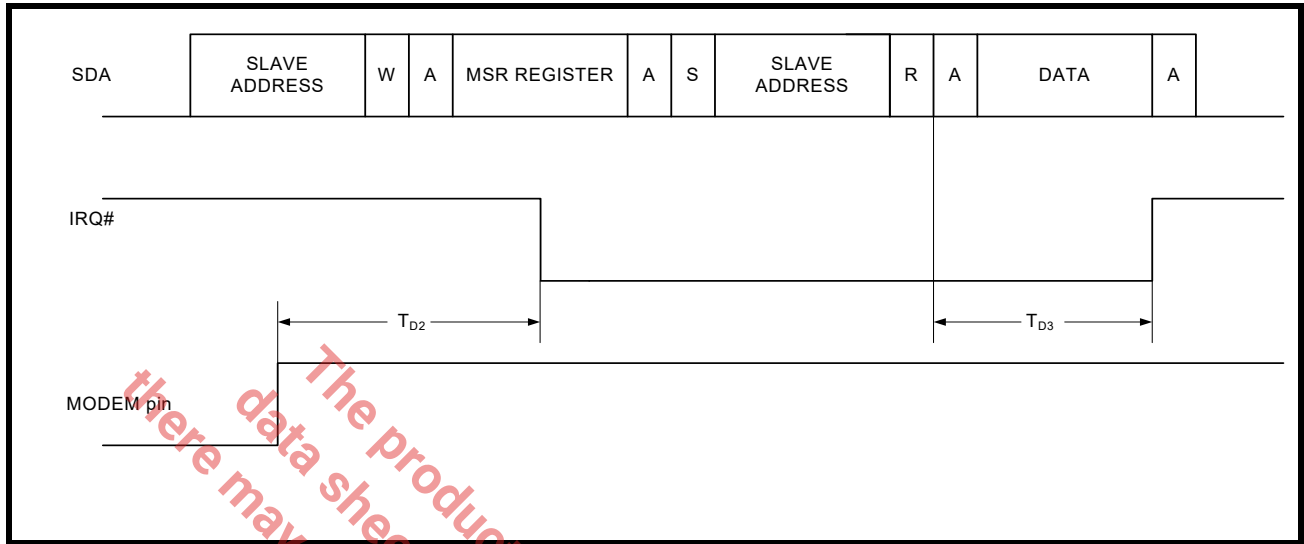 SDA
SLAVE
ADDRESS
W
A
MSR REGISTER
A
S
SLAVE
ADDRESS
R
A
DATA
A
IRQ#
TD2
TD3
MODEM pin
The produc
data shee
there may